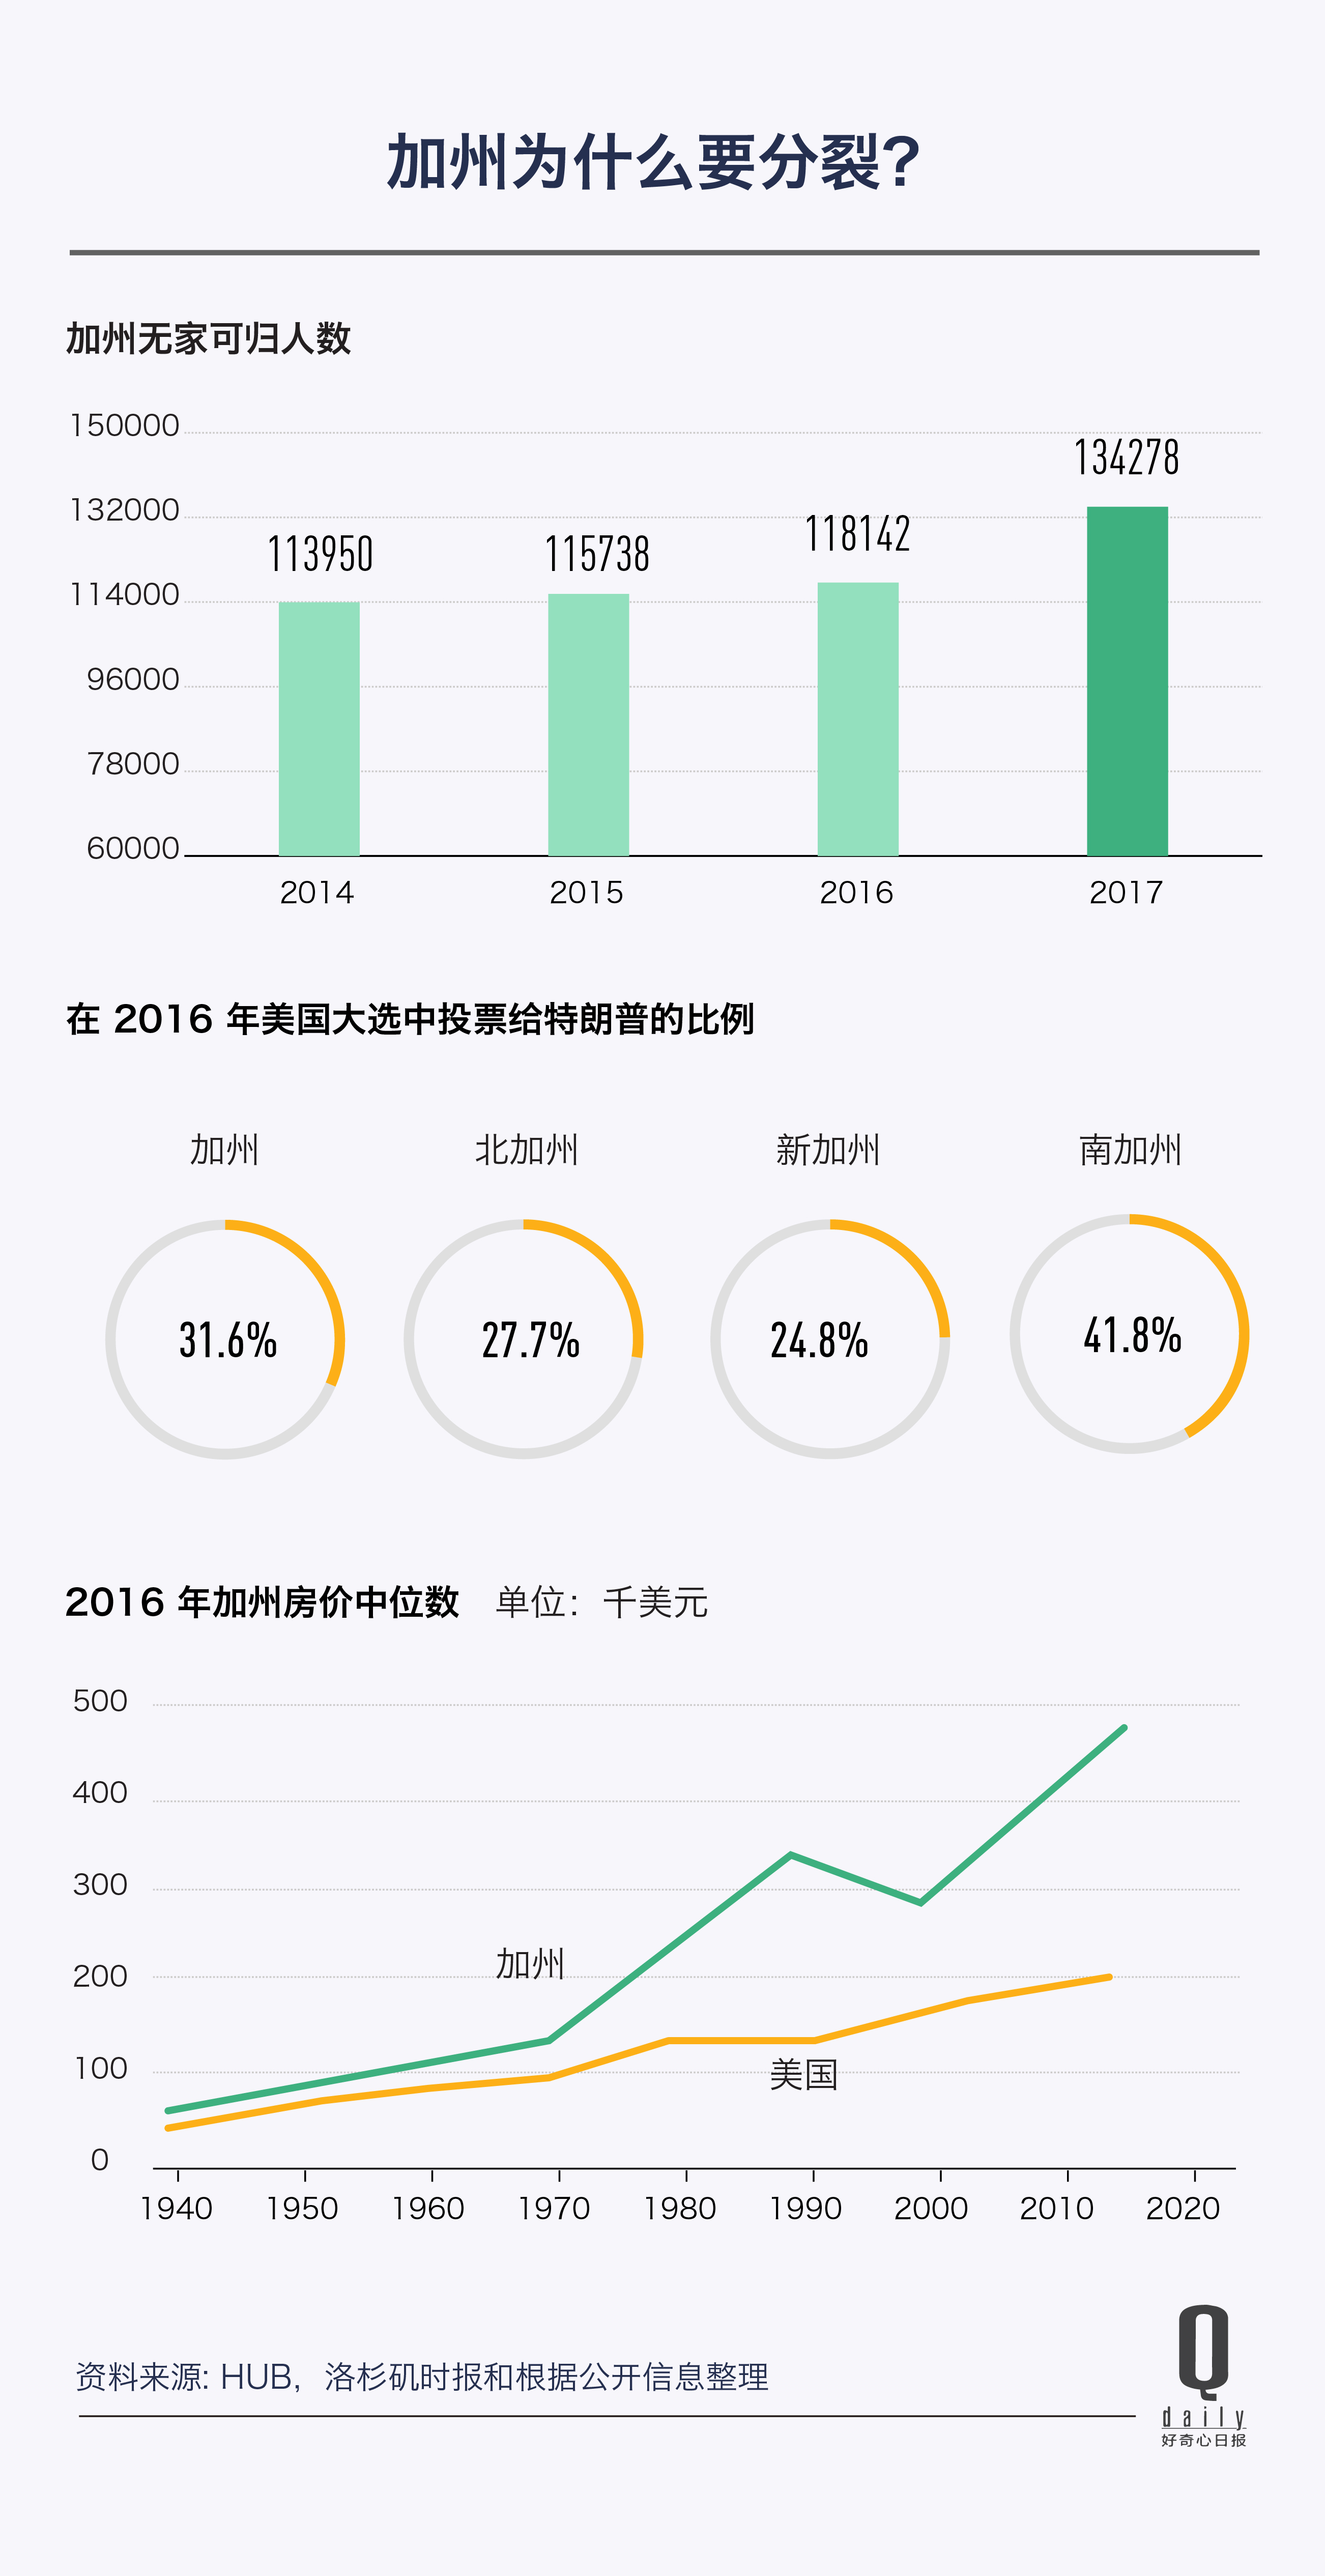 加州为什么要分裂?
加州无家可归人数
150000
132000
114000
96000
78000
60000
113950
115738
118142
134278
2014 2015 2016 2017
在 2016 年美国大选中投票给特朗普的比例
加州 北加州 新加州 南加州
31.6% 27.7% 24.8% 41.8%
2016 年加州房价中位数 单位：千美元
500
400
300
200
100
0
加州
美国
1940 1950 1960 1970 1980 1990 2000 2010 2020
资料来源: HUB，洛杉矶时报和根据公开信息整理
Q
daily
好奇心日报